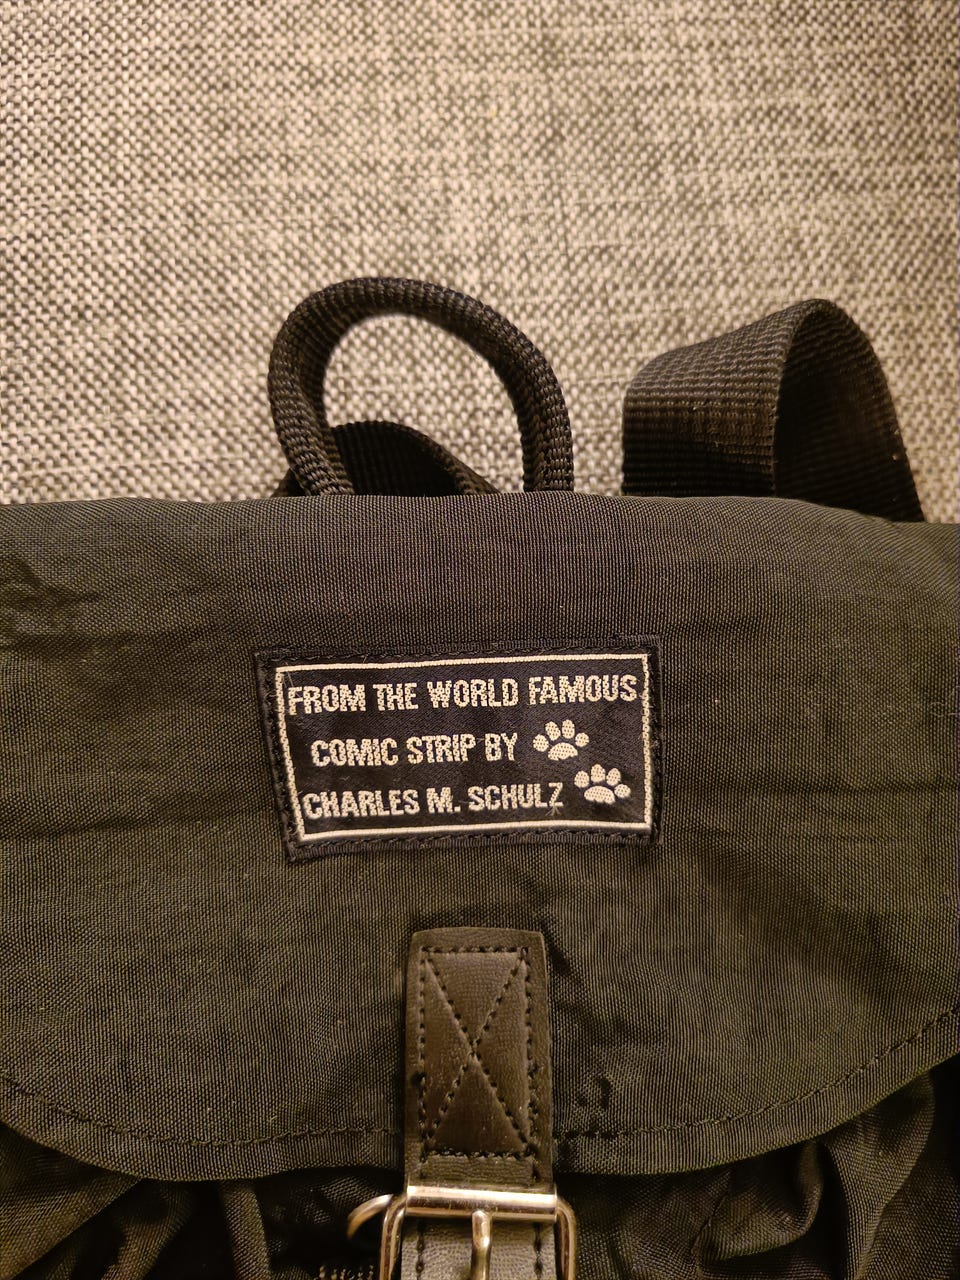 FROM THE WORLD FAMOUS
COMIC STRIP BY
CHARLES M. SCHULZ